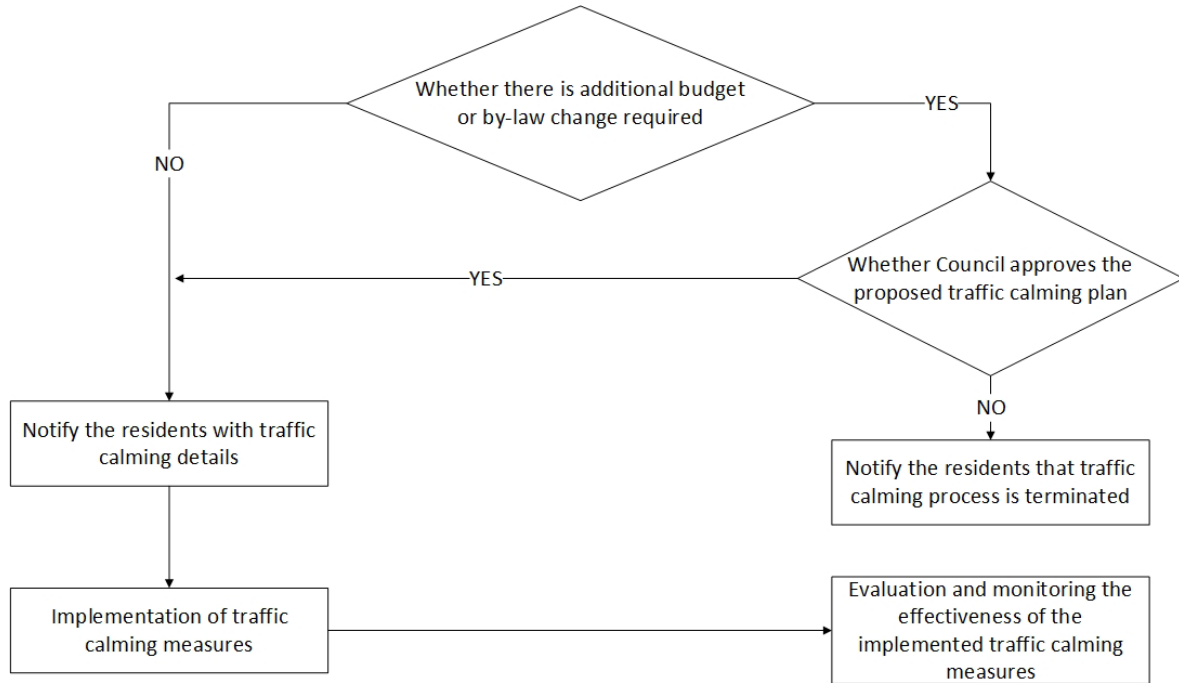 Whether there is additional budget
or by-law change required
YES
NO
Whether Council approves the
proposed traffic calming plan
YES
NO
Notify the residents with traffic
calming details
Notify the residents that traffic
calming process is terminated
Implementation of traffic
calming measures
Evaluation and monitoring the
effectiveness of the
implemented traffic calming
measures